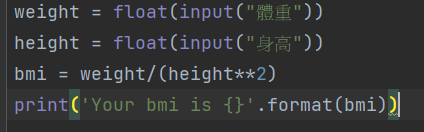 weight = float(input("體重"))
height = float(input("身高"))
bmi = weight/(height**2)
print('Your bmi is {}'.format(bmi))